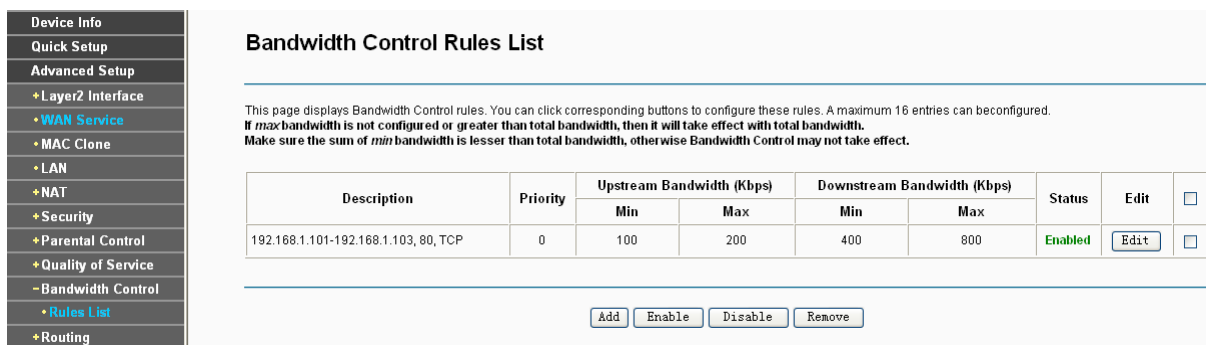 Device Info
Quick Setup
Advanced Setup
+Layer2 Interface
•WAN Service
•MAC Clone
•LAN
+NAT
+Security
+Parental Control
+Quality of Service
−Bandwidth Control
•Rules List
+Routing
Bandwidth Control Rules List
This page displays Bandwidth Control rules. You can click corresponding buttons to configure these rules. A maximum 16 entries can beconfigured.
If max bandwidth is not configured or greater than total bandwidth, then it will take effect with total bandwidth.
Make sure the sum of min bandwidth is lesser than total bandwidth, otherwise Bandwidth Control may not take effect.
Description Priority Upstream Bandwidth (Kbps) Downstream Bandwidth (Kbps) Status Edit
Min Max Min Max
192.168.1.101-192.168.1.103, 80, TCP 0 100 200 400 800 Enabled Edit
Add Enable Disable Remove